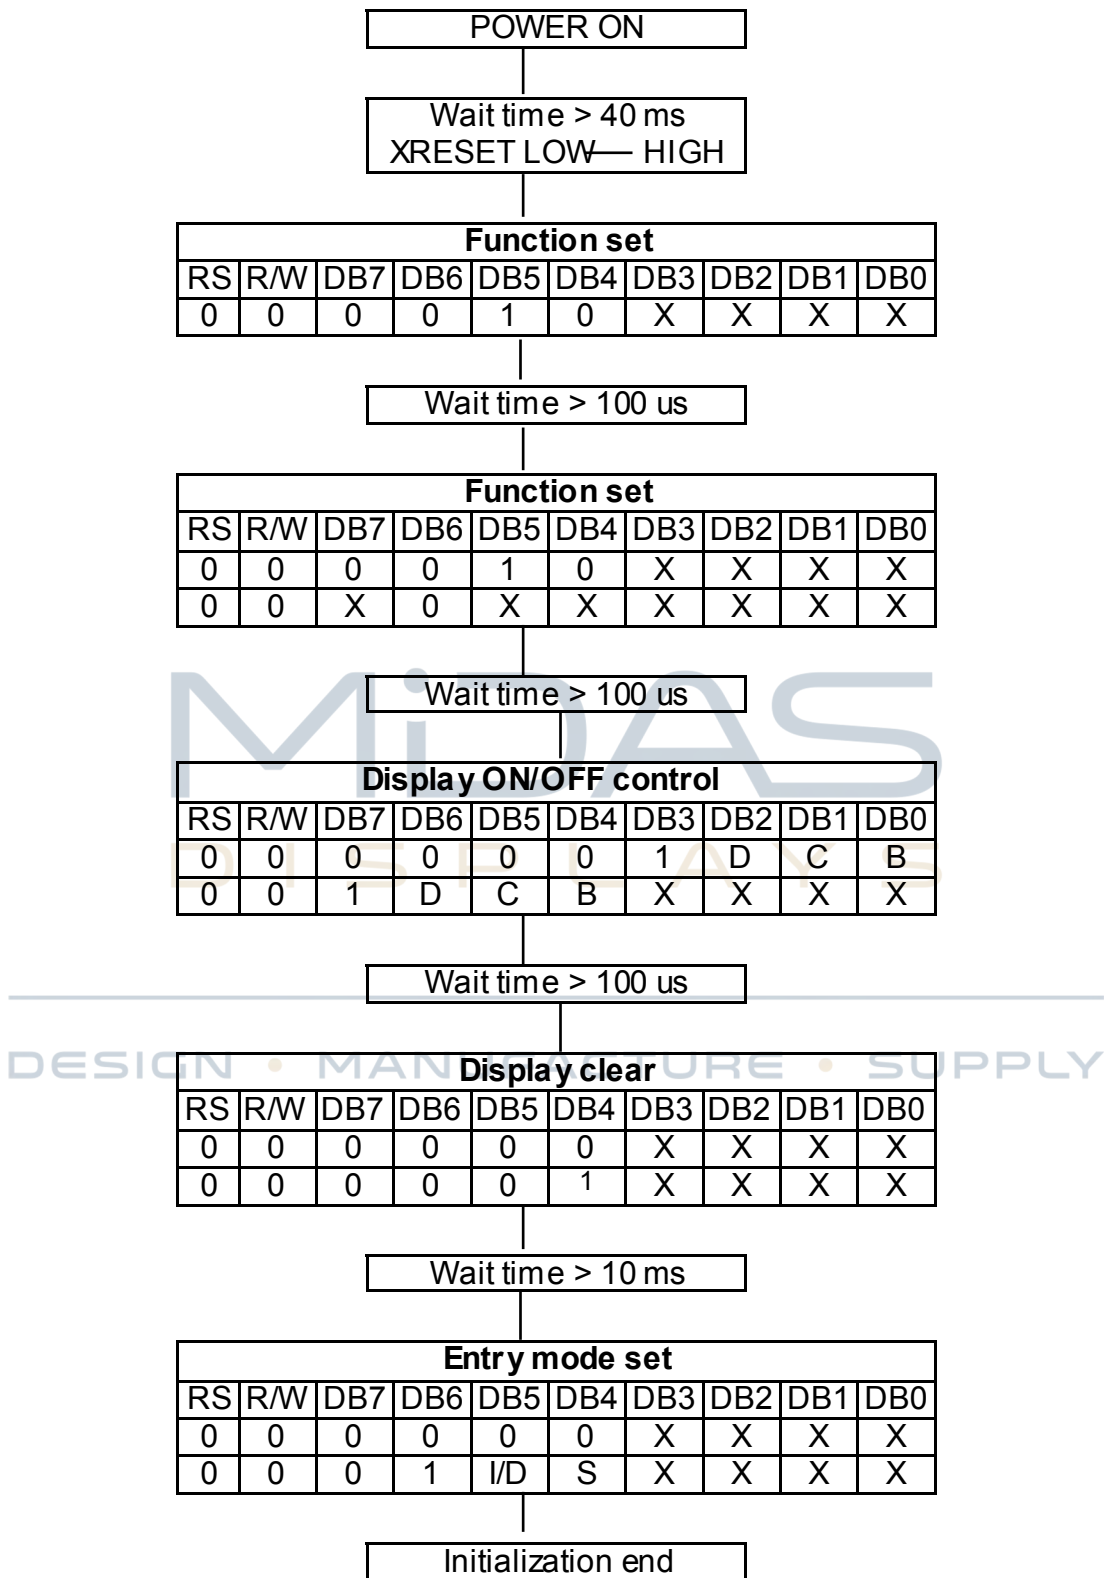 POWER ON
Wait time > 40 ms
XRESET LOW — HIGH
Function set
RS R/W DB7 DB6 DB5 DB4 DB3 DB2 DB1 DB0
0 0 0 0 1 0 X X X X
Wait time > 100 us
Function set
RS R/W DB7 DB6 DB5 DB4 DB3 DB2 DB1 DB0
0 0 0 0 1 0 X X X X
0 0 X 0 X X X X X X
Wait time > 100 us
MiDAS
Display ON/OFF control
RS R/W DB7 DB6 DB5 DB4 DB3 DB2 DB1 DB0
0 0 0 0 0 0 1 D C B
DISPLAYS
0 0 1 D C B X X X X
Wait time > 100 us
DESIGN • MANUFACTURE • SUPPLY
Display clear
RS R/W DB7 DB6 DB5 DB4 DB3 DB2 DB1 DB0
0 0 0 0 0 0 X X X X
0 0 0 0 0 1 X X X X
Wait time > 10 ms
Entry mode set
RS R/W DB7 DB6 DB5 DB4 DB3 DB2 DB1 DB0
0 0 0 0 0 0 X X X X
0 0 0 1 I/D S X X X X
Initialization end